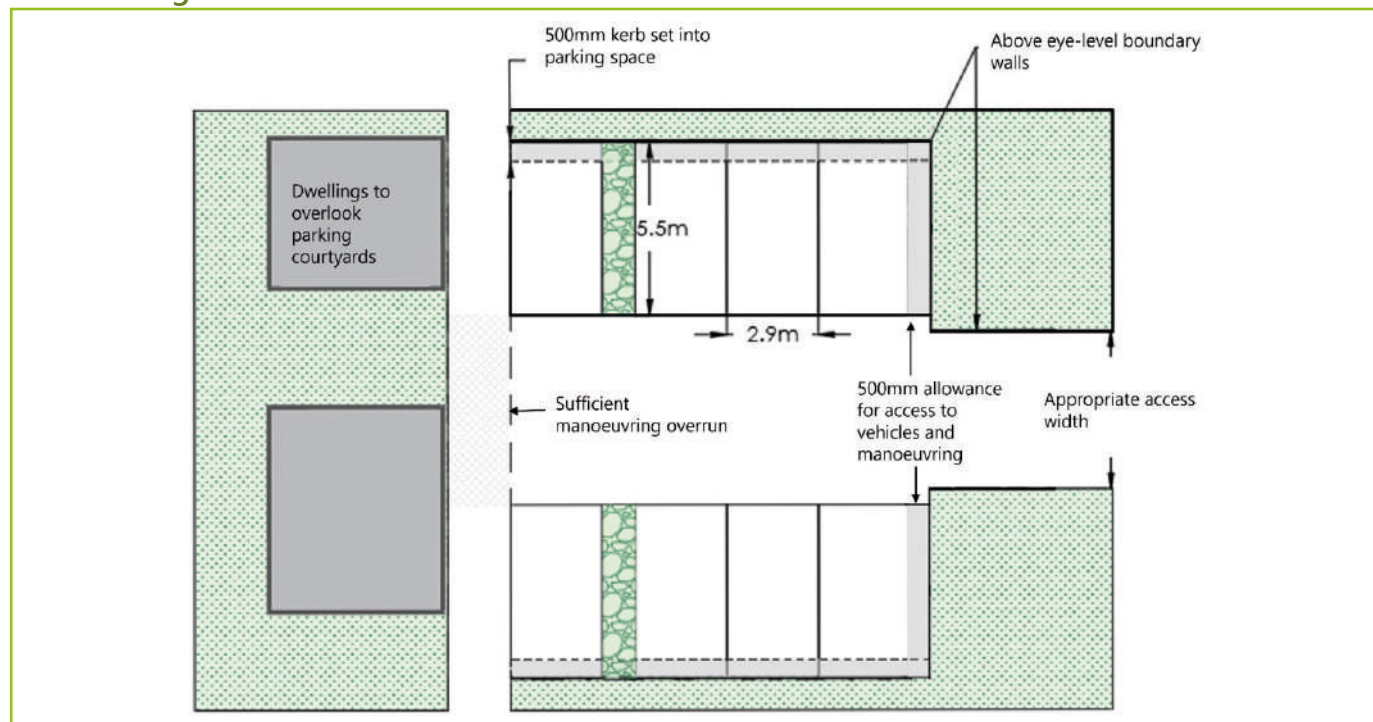 500mm kerb set into
parking space
Above eye-level boundary
walls
Dwellings to
overlook
parking
courtyards
5.5m
2.9m
Sufficient
manoeuvring overrun
500mm allowance
for access to
vehicles and
manoeuvring
Appropriate access
width